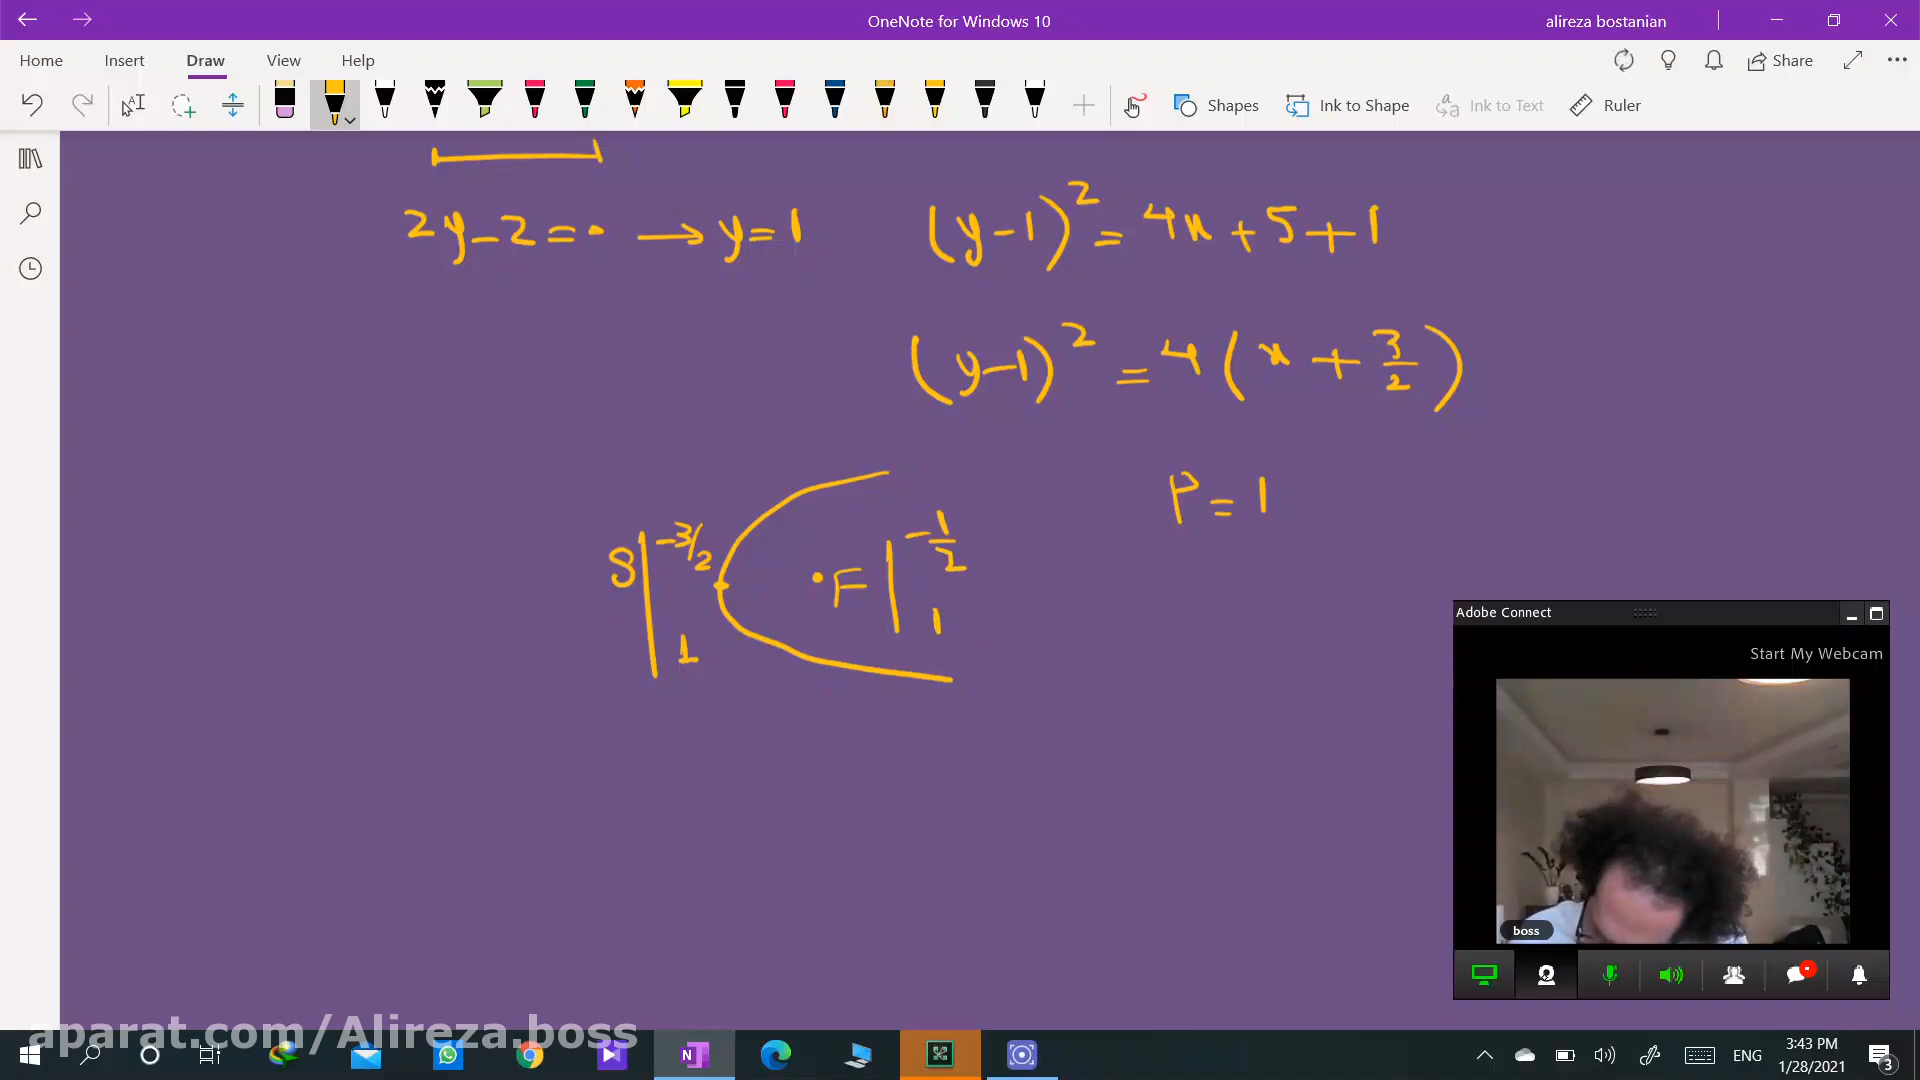 OneNote for Windows 10
alireza bostanian
Home Insert Draw View Help
Share
Shapes Ink to Shape Ink to Text Ruler
2y-2=• → y=1
(y-1)² = 4x+5+1
(y-1)² = 4(x + 3/2)
P = 1
S | -3/2
1
F | -1/2
1
Adobe Connect
Start My Webcam
boss
aparat.com/Alireza.boss
ENG
3:43 PM
1/28/2021
3